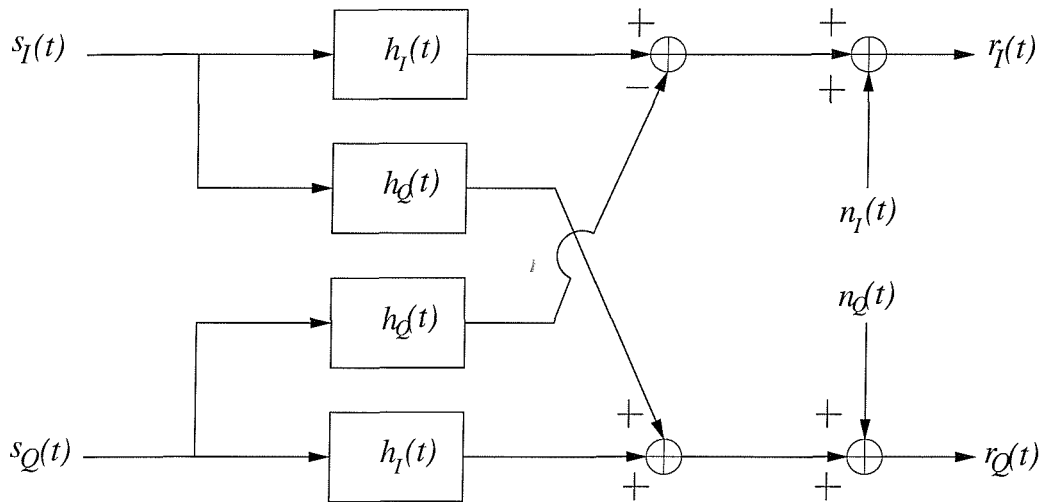 s_I(t) h_I(t) + + r_I(t)
− +
h_Q(t) n_I(t)
h_Q(t) n_Q(t)
+ +
s_Q(t) h_I(t) r_Q(t)
+ +